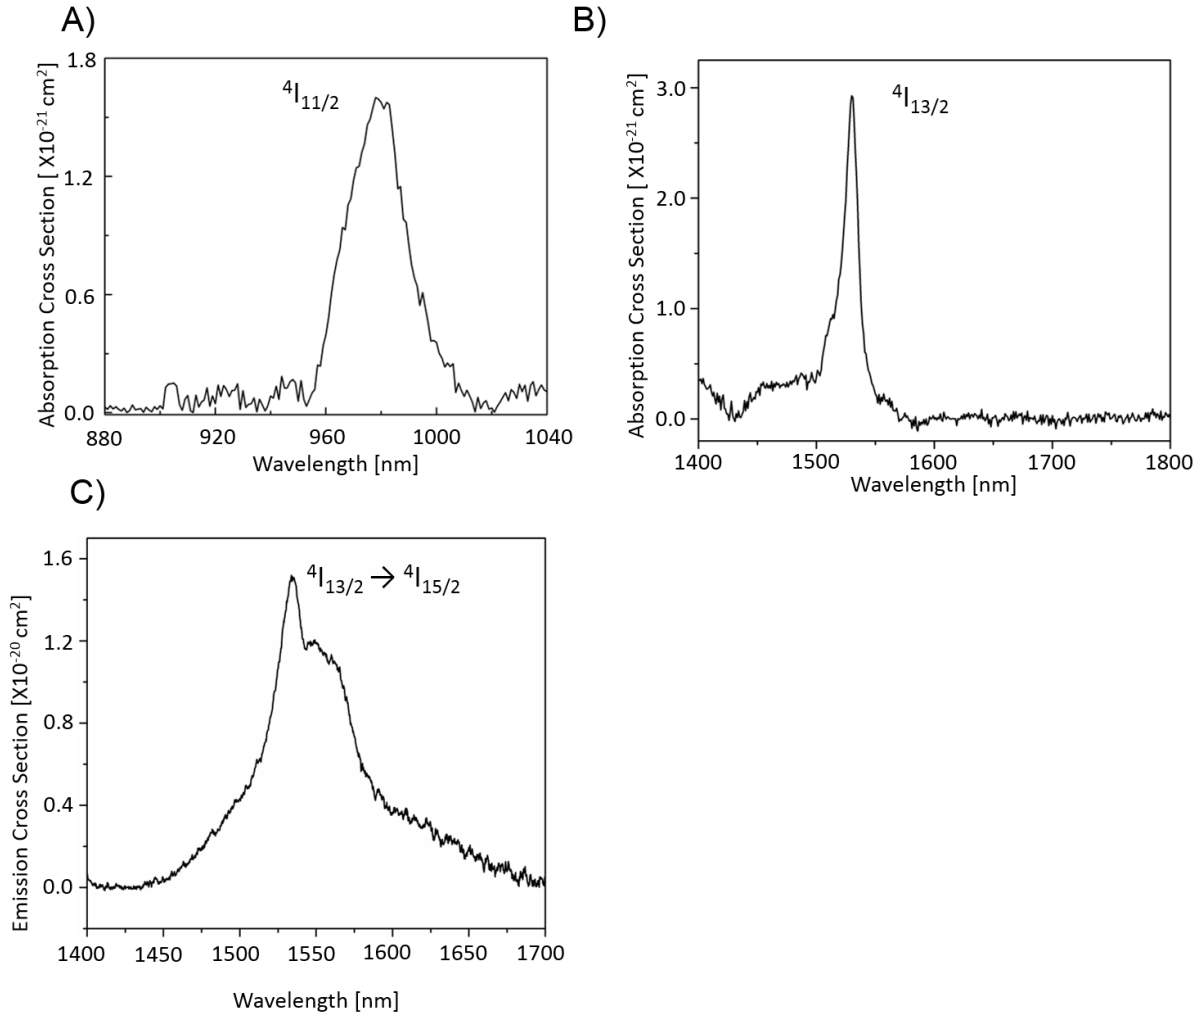 A)
1.8
1.2
0.6
0.0
Absorption Cross Section [ X10⁻²¹ cm²]
⁴I₁₁/₂
880 920 960 1000 1040
Wavelength [nm]
B)
3.0
2.0
1.0
0.0
Absorption Cross Section [ X10⁻²¹ cm²]
⁴I₁₃/₂
1400 1500 1600 1700 1800
Wavelength [nm]
C)
1.6
1.2
0.8
0.4
0.0
Emission Cross Section [X10⁻²⁰ cm²]
⁴I₁₃/₂ → ⁴I₁₅/₂
1400 1450 1500 1550 1600 1650 1700
Wavelength [nm]